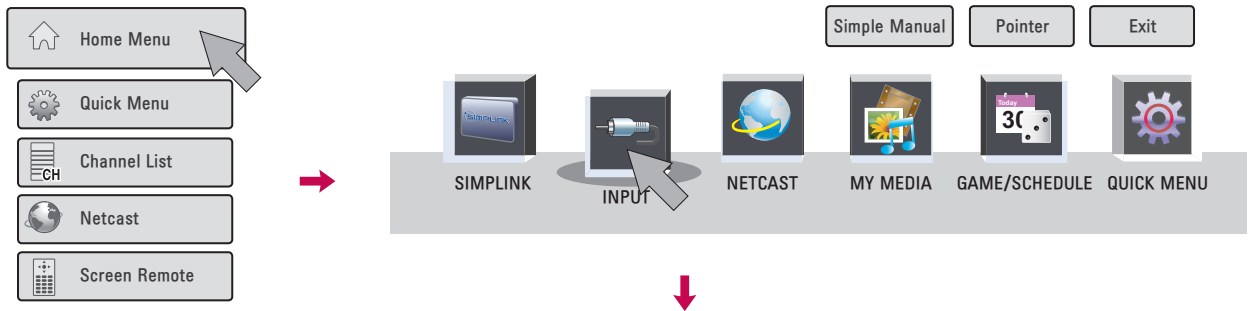 Home Menu
Quick Menu
CH
Channel List
Netcast
Screen Remote
Simple Manual
Pointer
Exit
SIMPLINK
Today
30
SIMPLINK
INPUT
NETCAST
MY MEDIA
GAME/SCHEDULE
QUICK MENU